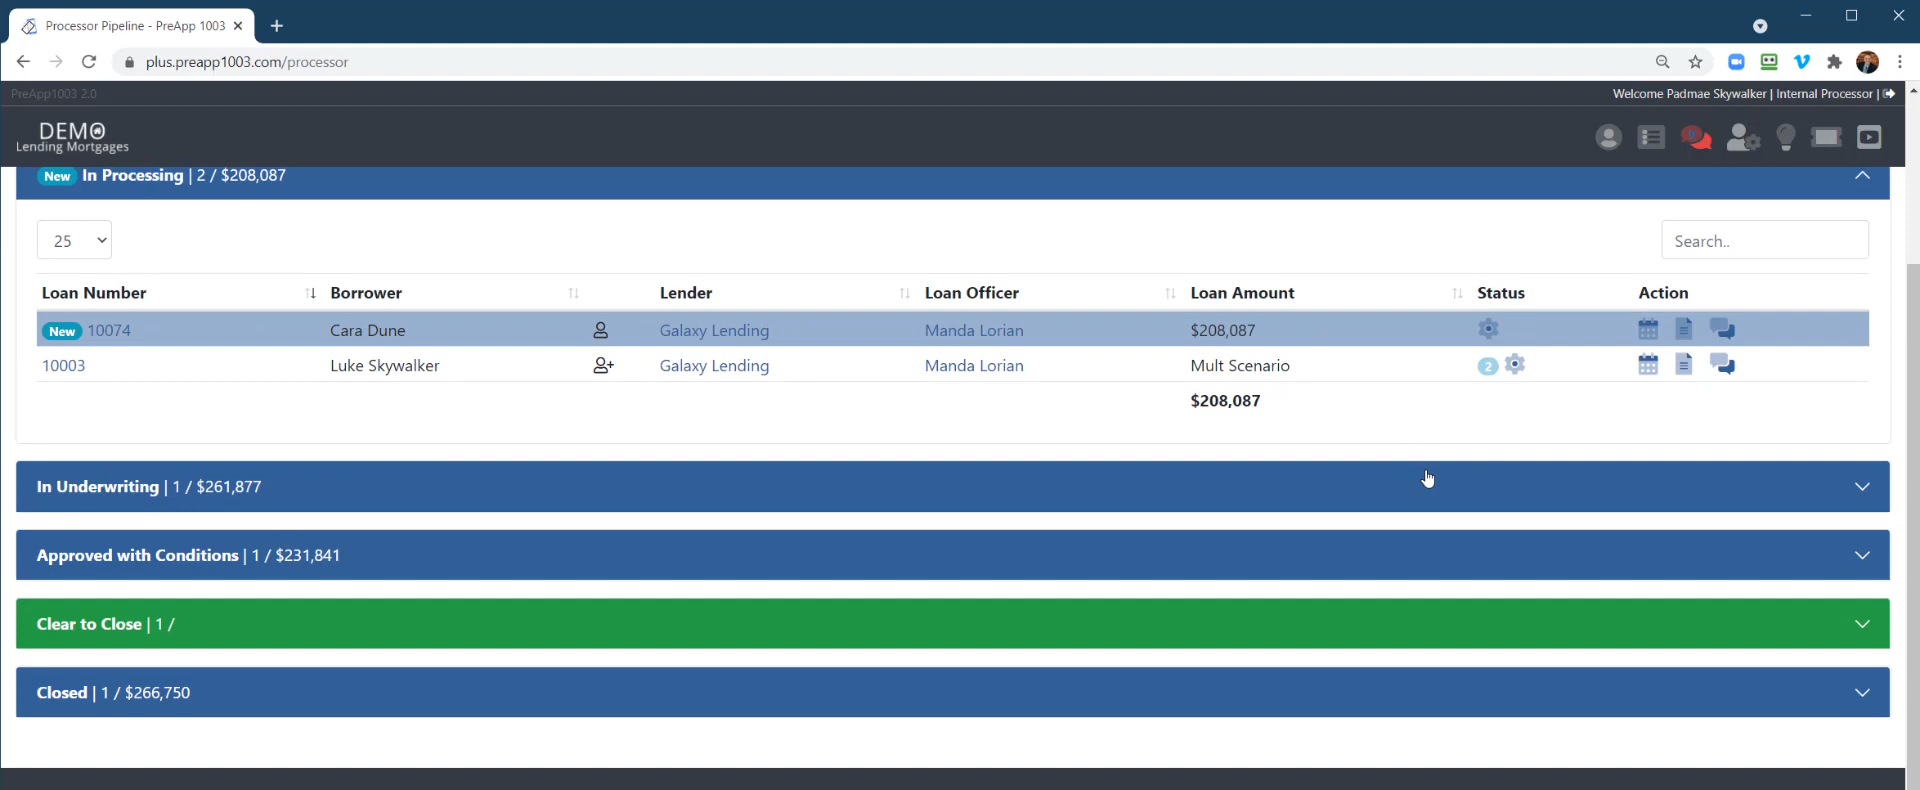 Processor Pipeline - PreApp 1003
plus.preapp1003.com/processor
PreApp1003 2.0
Welcome Padmae Skywalker | Internal Processor |
DEMO
Lending Mortgages
New In Processing | 2 / $208,087
25
Search..
Loan Number Borrower Lender Loan Officer Loan Amount Status Action
New 10074 Cara Dune Galaxy Lending Manda Lorian $208,087
10003 Luke Skywalker Galaxy Lending Manda Lorian Mult Scenario 2
$208,087
In Underwriting | 1 / $261,877
Approved with Conditions | 1 / $231,841
Clear to Close | 1 /
Closed | 1 / $266,750